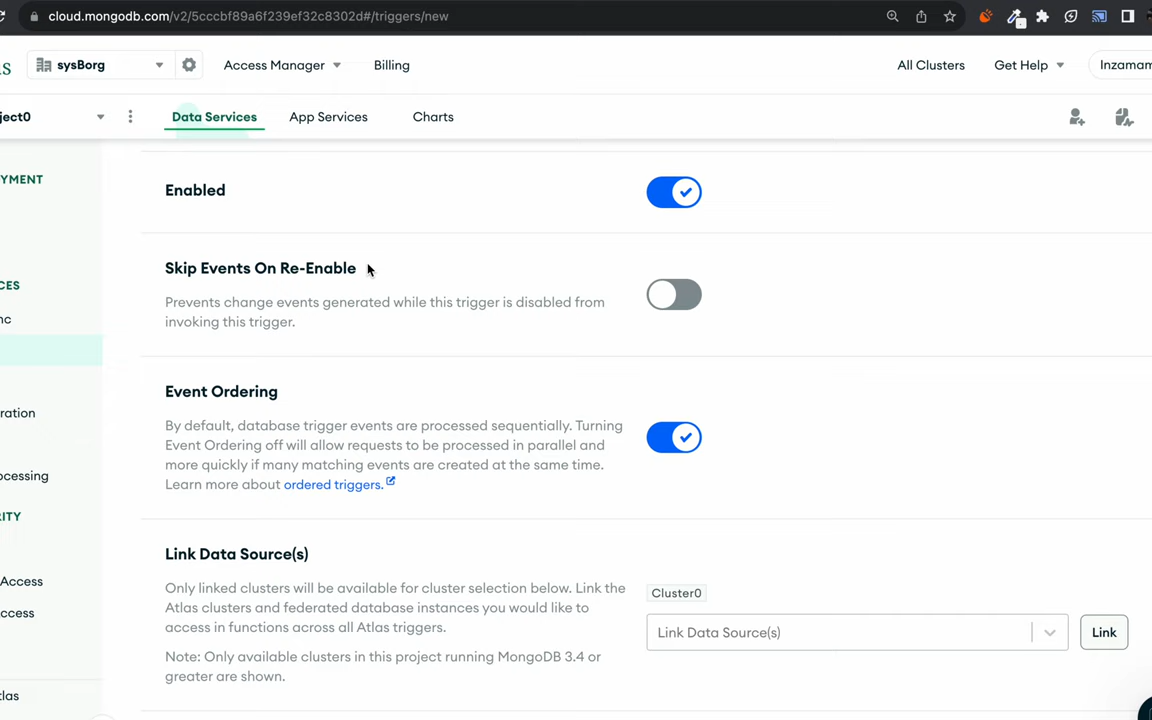 cloud.mongodb.com/v2/5cccbf89a6f239ef32c8302d#/triggers/new
s sysBorg Access Manager Billing All Clusters Get Help Inzamam
ject0 Data Services App Services Charts
YMENT
CES
nc
ration
ocessing
RITY
Access
ccess
tlas
Enabled
Skip Events On Re-Enable
Prevents change events generated while this trigger is disabled from
invoking this trigger.
Event Ordering
By default, database trigger events are processed sequentially. Turning
Event Ordering off will allow requests to be processed in parallel and
more quickly if many matching events are created at the same time.
Learn more about ordered triggers.
Link Data Source(s)
Only linked clusters will be available for cluster selection below. Link the
Atlas clusters and federated database instances you would like to
access in functions across all Atlas triggers.
Note: Only available clusters in this project running MongoDB 3.4 or
greater are shown.
Cluster0
Link Data Source(s) Link